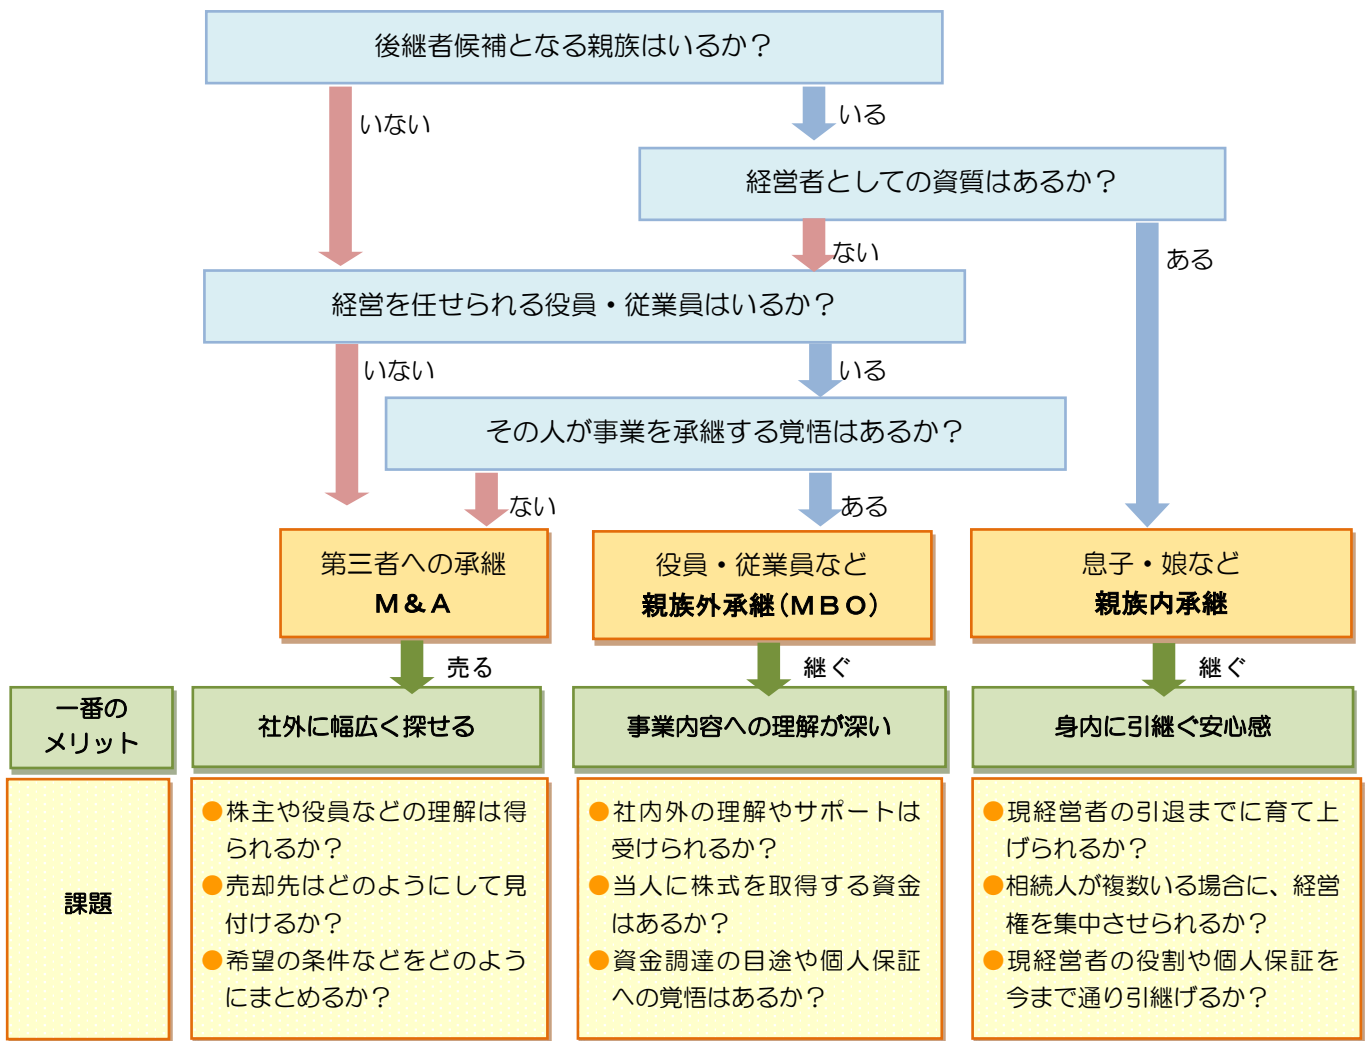 後継者候補となる親族はいるか？
いない
いる
経営者としての資質はあるか？
ない
ある
経営を任せられる役員・従業員はいるか？
いない
いる
その人が事業を承継する覚悟はあるか？
ない
ある
第三者への承継
Ｍ＆Ａ
役員・従業員など
親族外承継(ＭＢＯ)
息子・娘など
親族内承継
売る
継ぐ
継ぐ
一番の
メリット
社外に幅広く探せる
事業内容への理解が深い
身内に引継ぐ安心感
課題
●株主や役員などの理解は得
られるか？
●売却先はどのようにして見
付けるか？
●希望の条件などをどのよう
にまとめるか？
●社内外の理解やサポートは
受けられるか？
●当人に株式を取得する資金
はあるか？
●資金調達の目途や個人保証
への覚悟はあるか？
●現経営者の引退までに育て上
げられるか？
●相続人が複数いる場合に、経営
権を集中させられるか？
●現経営者の役割や個人保証を
今まで通り引継げるか？